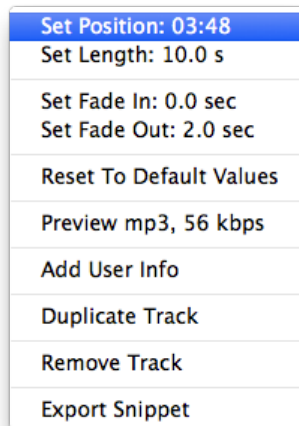 Set Position: 03:48
Set Length: 10.0 s
Set Fade In: 0.0 sec
Set Fade Out: 2.0 sec
Reset To Default Values
Preview mp3, 56 kbps
Add User Info
Duplicate Track
Remove Track
Export Snippet